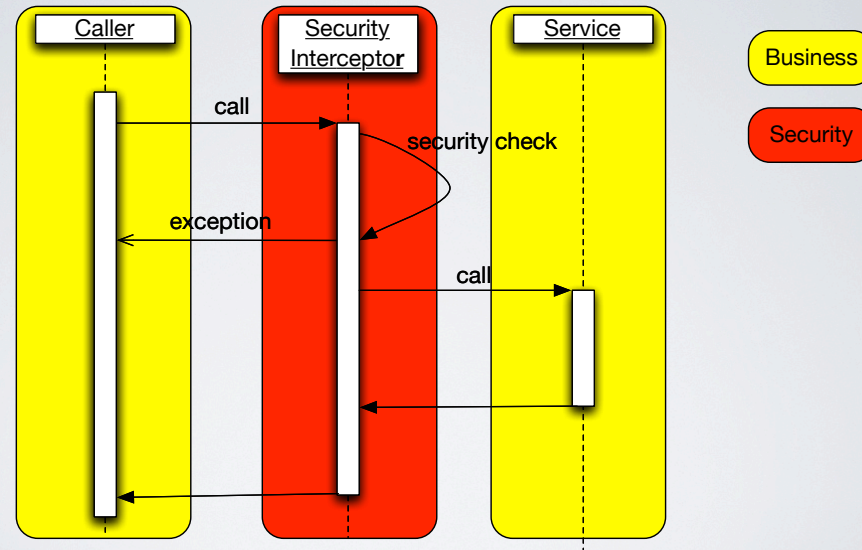 Caller
Security
Interceptor
Service
Business
Security
call
security check
exception
call